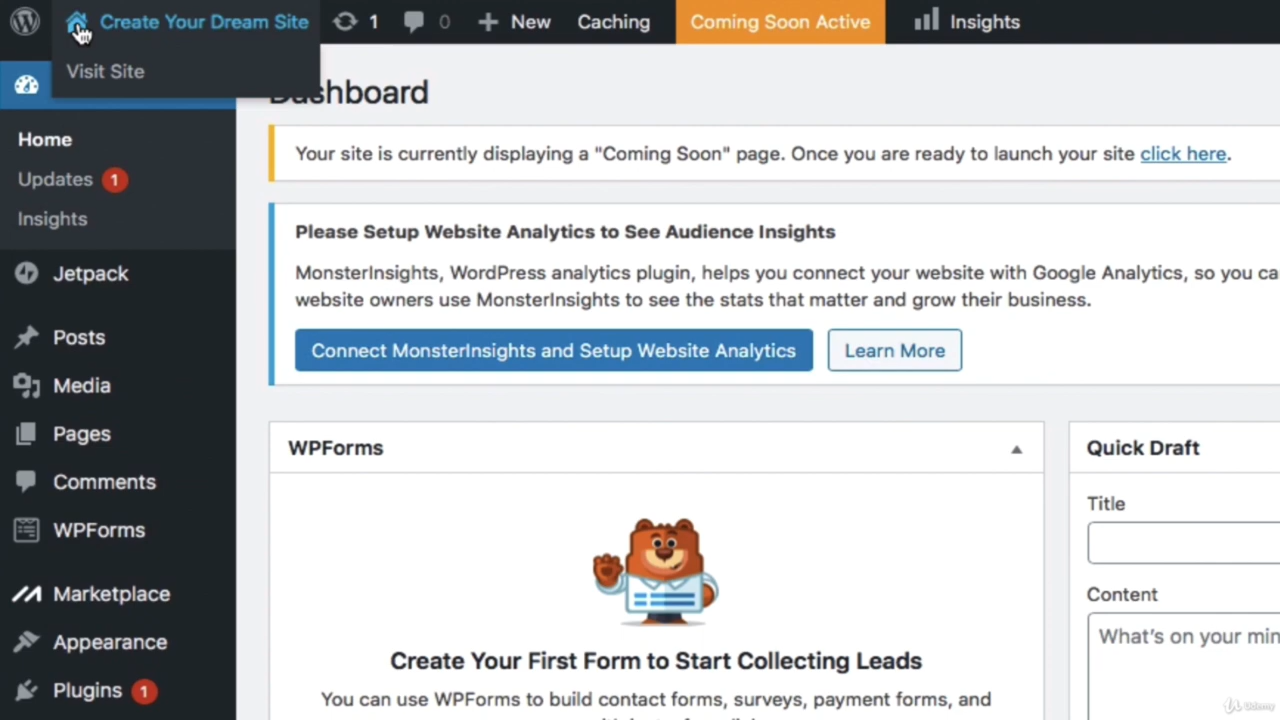 Create Your Dream Site 1 0 New Caching Coming Soon Active Insights
Visit Site
Dashboard
Home
Updates 1
Insights
Jetpack
Posts
Media
Pages
Comments
WPForms
Marketplace
Appearance
Plugins 1
Your site is currently displaying a "Coming Soon" page. Once you are ready to launch your site click here.
Please Setup Website Analytics to See Audience Insights
MonsterInsights, WordPress analytics plugin, helps you connect your website with Google Analytics, so you ca
website owners use MonsterInsights to see the stats that matter and grow their business.
Connect MonsterInsights and Setup Website Analytics
Learn More
WPForms
Create Your First Form to Start Collecting Leads
You can use WPForms to build contact forms, surveys, payment forms, and
Quick Draft
Title
Content
What's on your min
Udemy